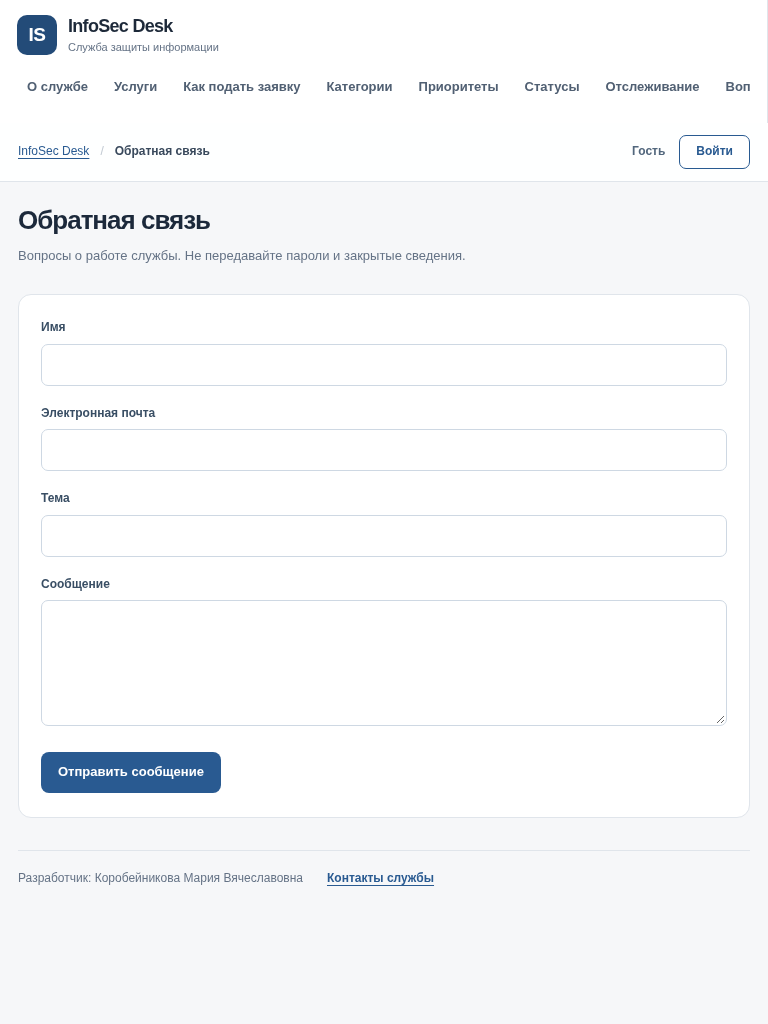 IS
InfoSec Desk
Служба защиты информации
О службе Услуги Как подать заявку Категории Приоритеты Статусы Отслеживание Воп
InfoSec Desk / Обратная связь Гость Войти
Обратная связь
Вопросы о работе службы. Не передавайте пароли и закрытые сведения.
Имя
Электронная почта
Тема
Сообщение
Отправить сообщение
Разработчик: Коробейникова Мария Вячеславовна Контакты службы